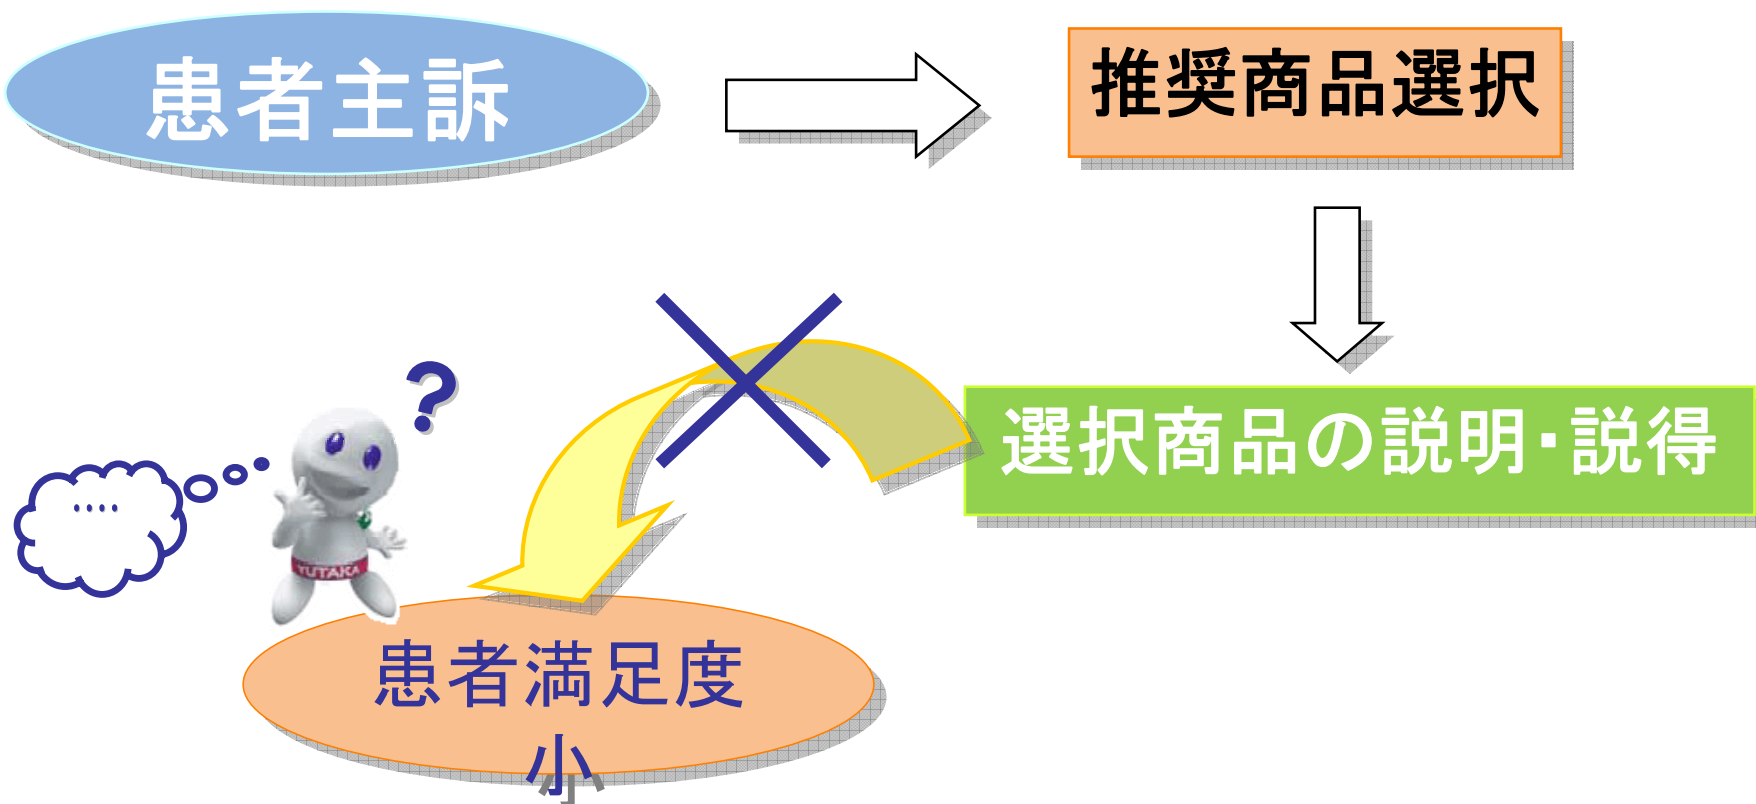 患者主訴
推奨商品選択
選択商品の説明・説得
?
....
YUTAKA
患者満足度
小